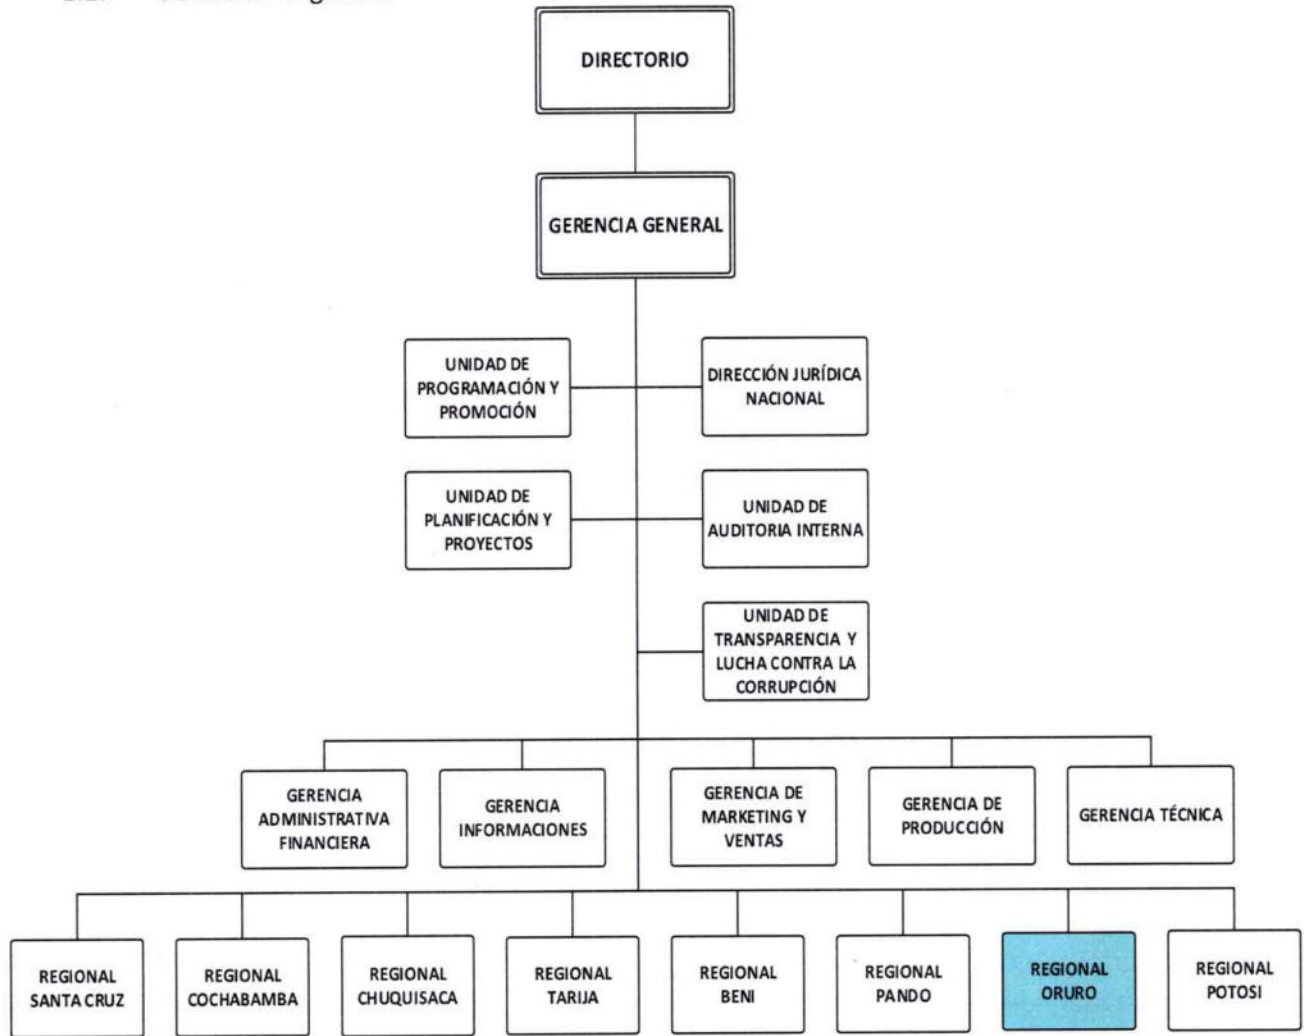 DIRECTORIO
GERENCIA GENERAL
UNIDAD DE
PROGRAMACIÓN Y
PROMOCIÓN
DIRECCIÓN JURÍDICA
NACIONAL
UNIDAD DE
PLANIFICACIÓN Y
PROYECTOS
UNIDAD DE
AUDITORIA INTERNA
UNIDAD DE
TRANSPARENCIA Y
LUCHA CONTRA LA
CORRUPCIÓN
GERENCIA
ADMINISTRATIVA
FINANCIERA
GERENCIA
INFORMACIONES
GERENCIA DE
MARKETING Y
VENTAS
GERENCIA DE
PRODUCCIÓN
GERENCIA TÉCNICA
REGIONAL
SANTA CRUZ
REGIONAL
COCHABAMBA
REGIONAL
CHUQUISACA
REGIONAL
TARIJA
REGIONAL
BENI
REGIONAL
PANDO
REGIONAL
ORURO
REGIONAL
POTOSI